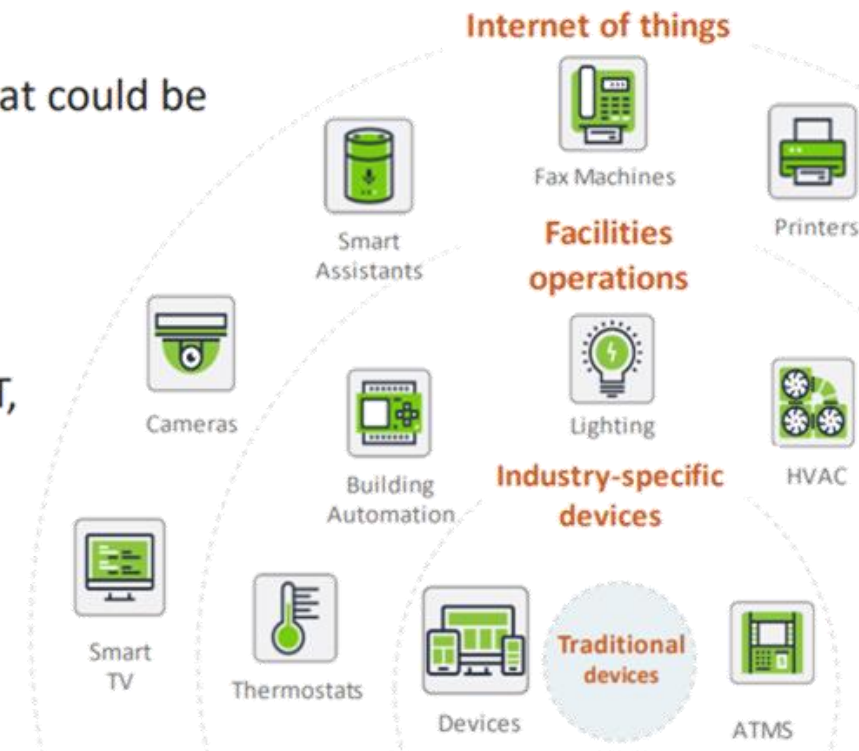 Internet of things
at could be
Fax Machines
Printers
Smart
Assistants
Facilities
operations
Cameras
T,
Lighting
HVAC
Building
Automation
Industry-specific
devices
Smart
TV
Thermostats
Devices
Traditional
devices
ATMS